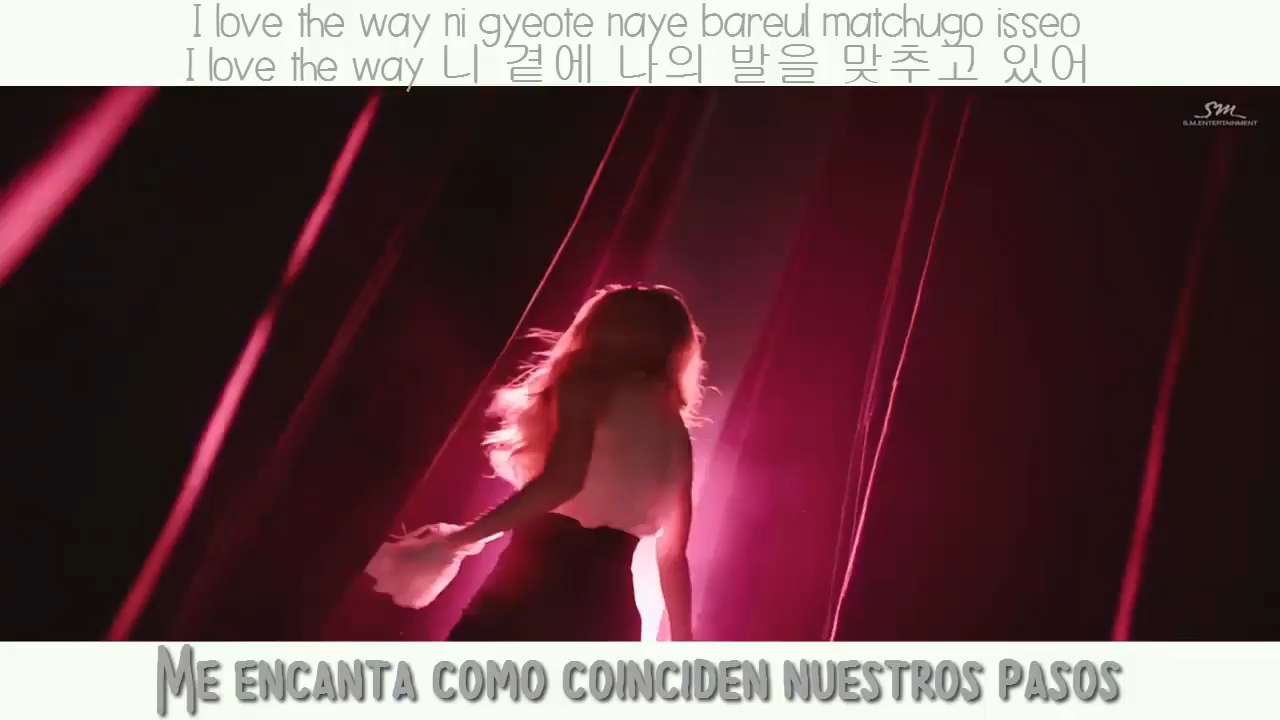 I love the way ni gyeote naye bareul matchugo isseo
I love the way 니 곁에 나의 발을 맞추고 있어
SM
S.M.ENTERTAINMENT
Me encanta como coinciden nuestros pasos